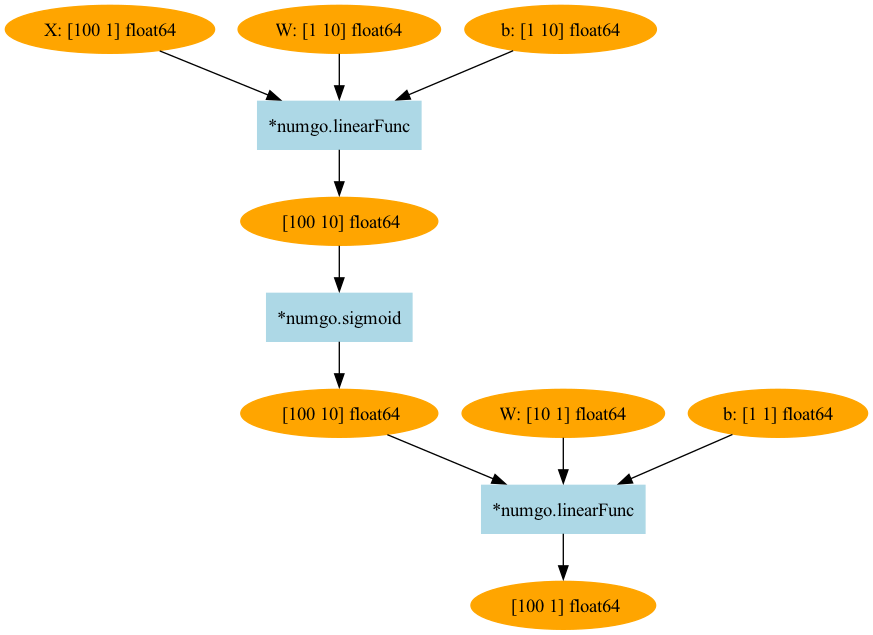 X: [100 1] float64
W: [1 10] float64
b: [1 10] float64
*numgo.linearFunc
[100 10] float64
*numgo.sigmoid
[100 10] float64
W: [10 1] float64
b: [1 1] float64
*numgo.linearFunc
[100 1] float64